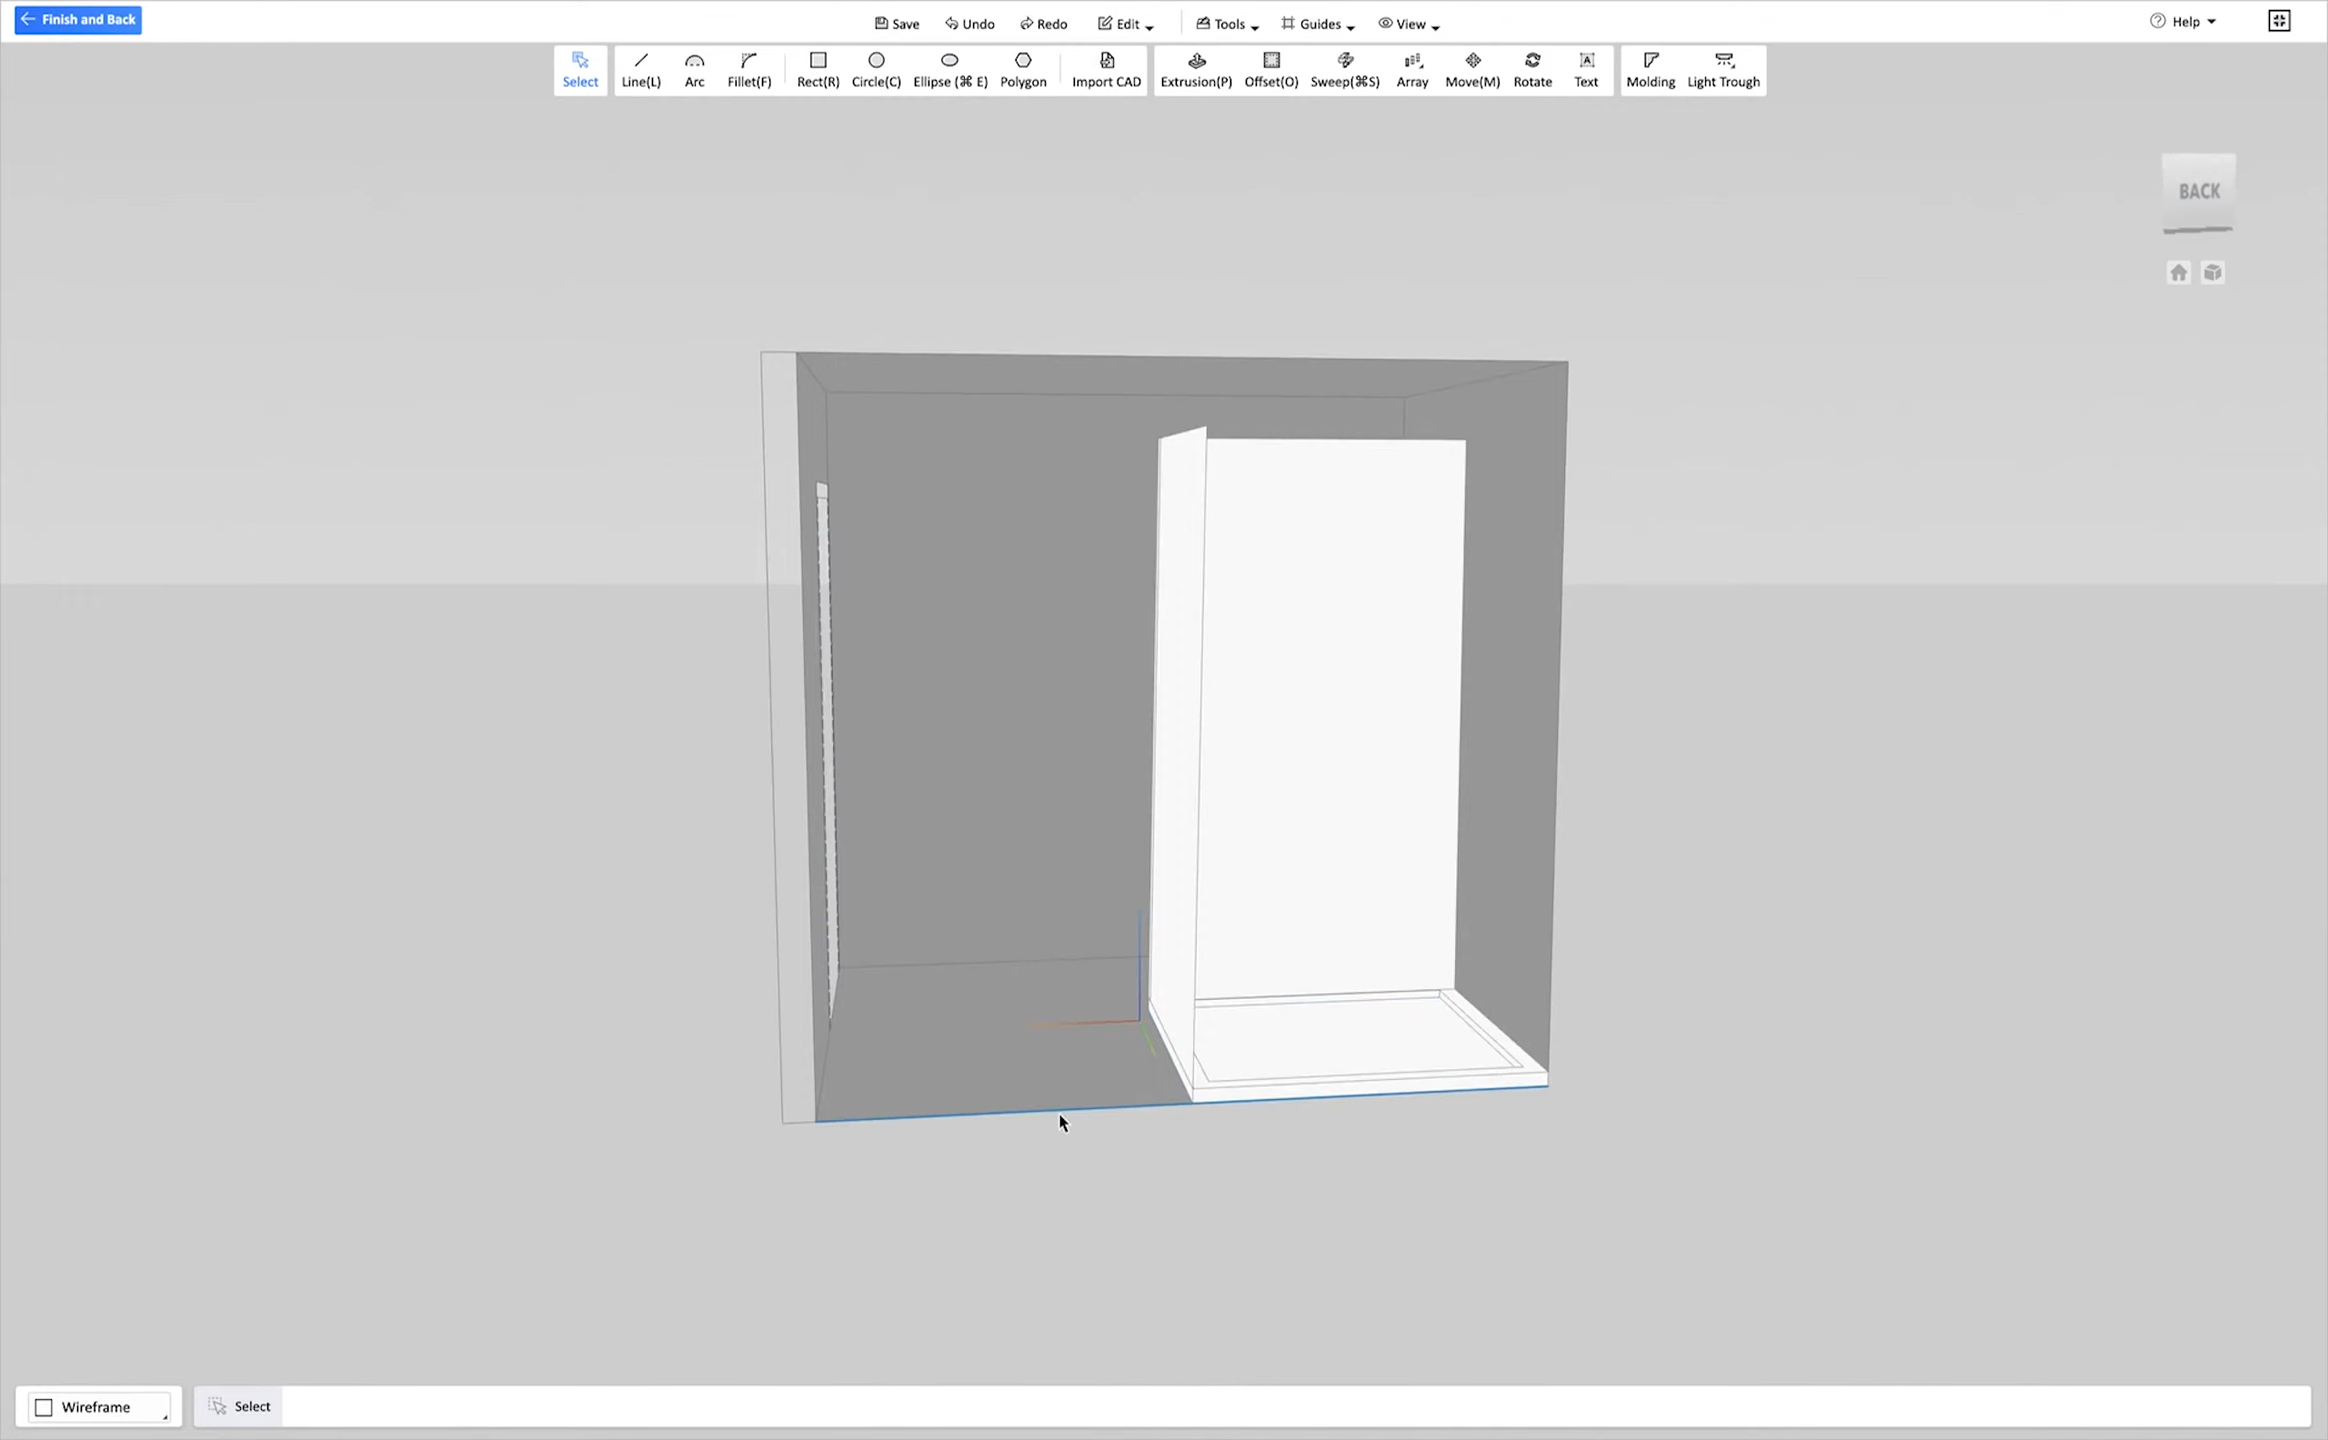 Finish and Back
Save Undo Redo Edit Tools Guides View Help
Select Line(L) Arc Fillet(F) Rect(R) Circle(C) Ellipse (⌘ E) Polygon Import CAD Extrusion(P) Offset(O) Sweep(⌘S) Array Move(M) Rotate Text Molding Light Trough
BACK
Wireframe Select